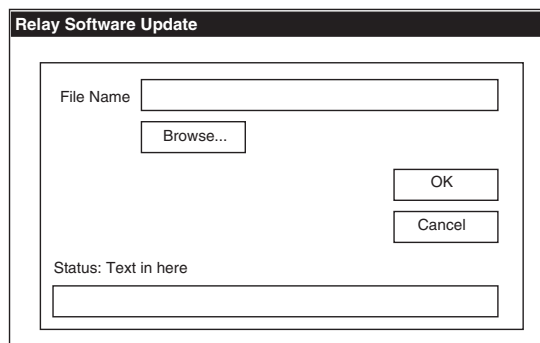 Relay Software Update
File Name
Browse...
OK
Cancel
Status: Text in here